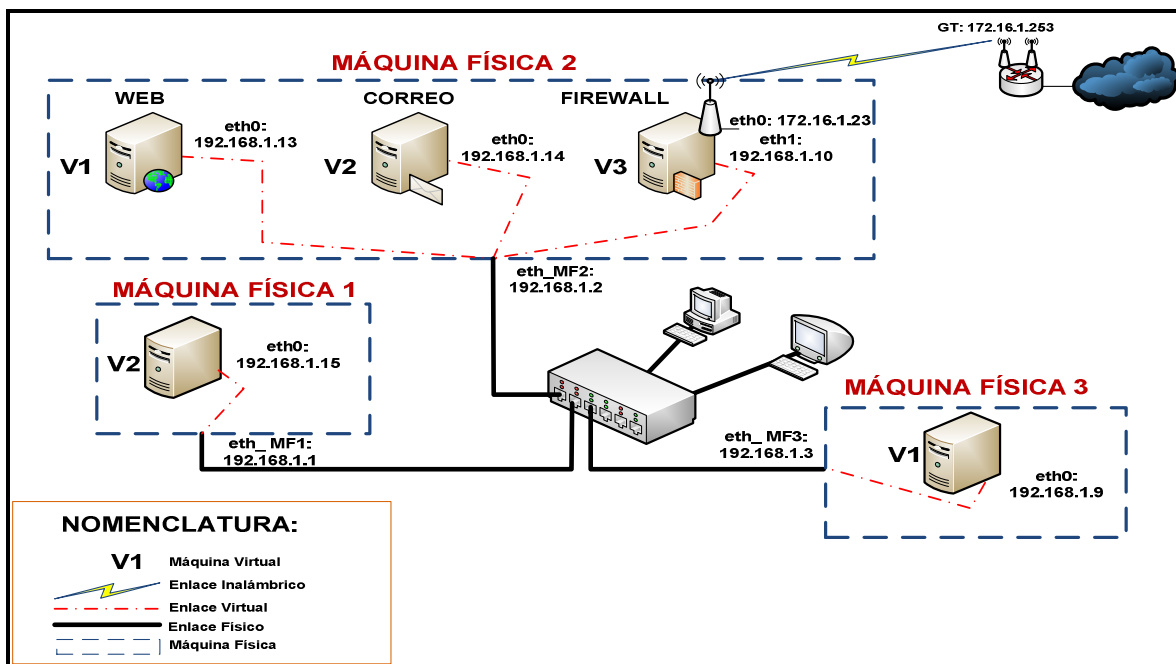 GT: 172.16.1.253
MÁQUINA FÍSICA 2
WEB
CORREO
FIREWALL
eth0:
192.168.1.13
V1
eth0:
192.168.1.14
V2
eth0: 172.16.1.23
eth1:
192.168.1.10
V3
eth_MF2:
192.168.1.2
MÁQUINA FÍSICA 1
V2
eth0:
192.168.1.15
eth_ MF1:
192.168.1.1
MÁQUINA FÍSICA 3
eth_ MF3:
192.168.1.3
V1
eth0:
192.168.1.9
NOMENCLATURA:
V1 Máquina Virtual
Enlace Inalámbrico
Enlace Virtual
Enlace Físico
Máquina Física